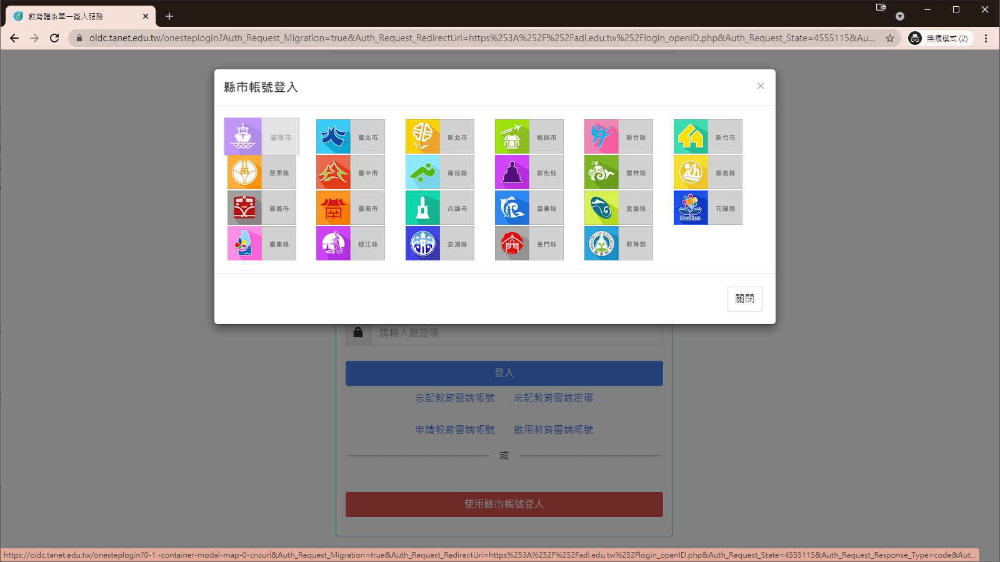 教育體系單一簽入服務
oidc.tanet.edu.tw/onesteplogin?Auth_Request_Migration=true&Auth_Request_RedirectUri=https%253A%252F%252Fadl.edu.tw%252Flogin_openID.php&Auth_Request_State=4555115&Au...
無痕模式 (2)
縣市帳號登入
×
基隆市 臺北市 新北市 桃園市 新竹縣 新竹市
苗栗縣 臺中市 南投縣 彰化縣 雲林縣 嘉義縣
嘉義市 臺南市 高雄市 屏東縣 宜蘭縣 花蓮縣
Hualien
臺東縣 連江縣 澎湖縣 金門縣 教育部
MINISTRY OF EDUCATION
關閉
請輸入驗證碼
登入
忘記教育雲端帳號 忘記教育雲端密碼
申請教育雲端帳號 啟用教育雲端帳號
或
使用縣市帳號登入
https://oidc.tanet.edu.tw/onesteplogin?0-1.-container-modal-map-0-cncurl&Auth_Request_Migration=true&Auth_Request_RedirectUri=https%253A%252F%252Fadl.edu.tw%252Flogin_openID.php&Auth_Request_State=4555115&Auth_Request_Response_Type=code&Aut...